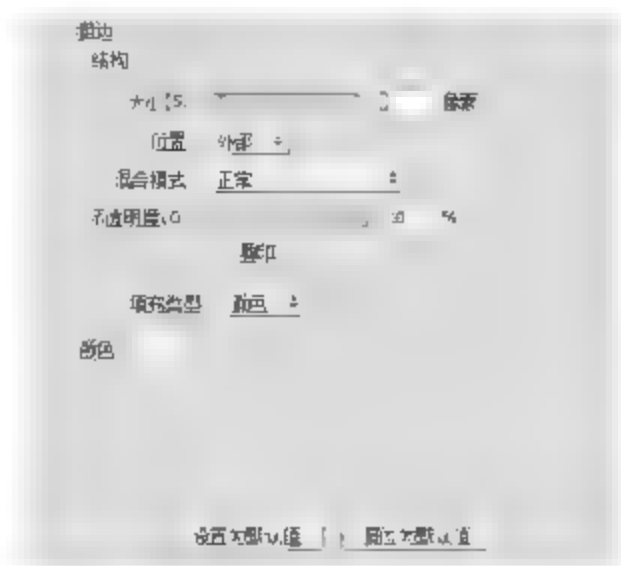 描边
结构
大小(S: 像素
位置 外部
混合模式 正常
不透明度(O %
叠印
填充类型 颜色
颜色
设置为默认值 复位为默认值